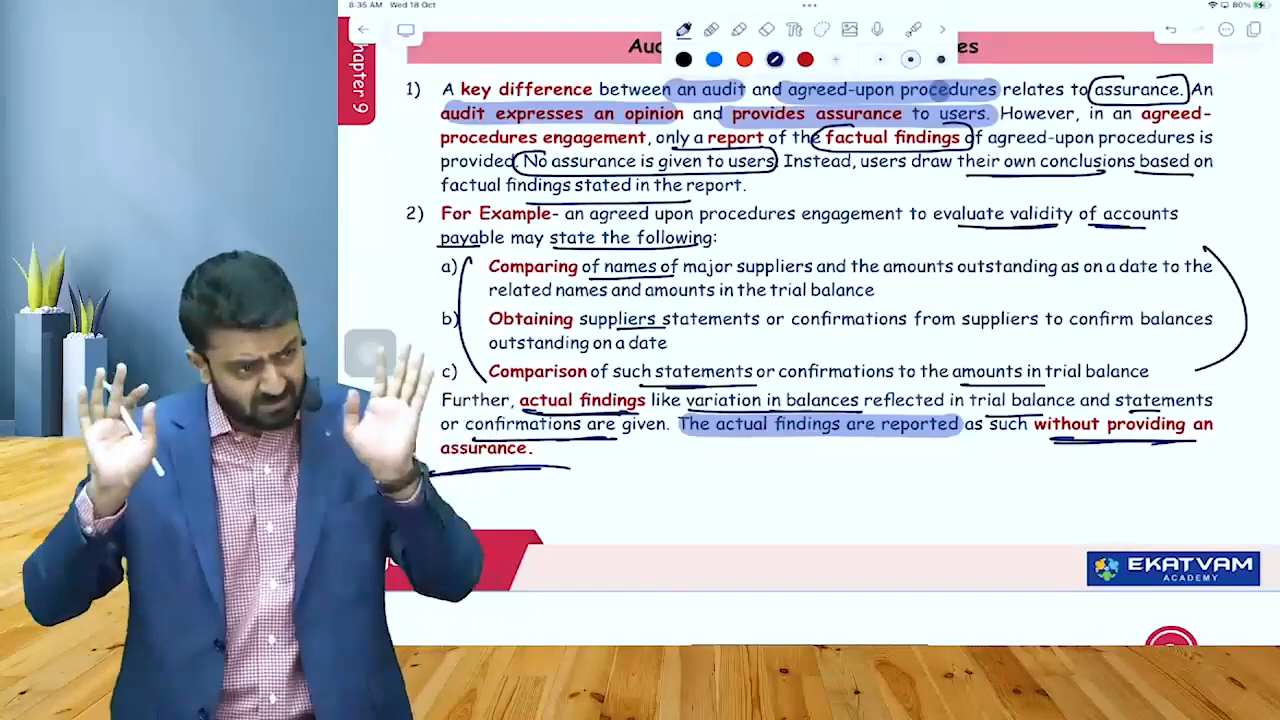 8:35 AM Wed 18 Oct
80%
hapter 9
Au
es
1) A key difference between an audit and agreed-upon procedures relates to assurance. An
audit expresses an opinion and provides assurance to users. However, in an agreed-
procedures engagement, only a report of the factual findings of agreed-upon procedures is
provided. No assurance is given to users. Instead, users draw their own conclusions based on
factual findings stated in the report.
2) For Example- an agreed upon procedures engagement to evaluate validity of accounts
payable may state the following:
a) Comparing of names of major suppliers and the amounts outstanding as on a date to the
related names and amounts in the trial balance
b) Obtaining suppliers statements or confirmations from suppliers to confirm balances
outstanding on a date
c) Comparison of such statements or confirmations to the amounts in trial balance
Further, actual findings like variation in balances reflected in trial balance and statements
or confirmations are given. The actual findings are reported as such without providing an
assurance.
EKATVAM
ACADEMY